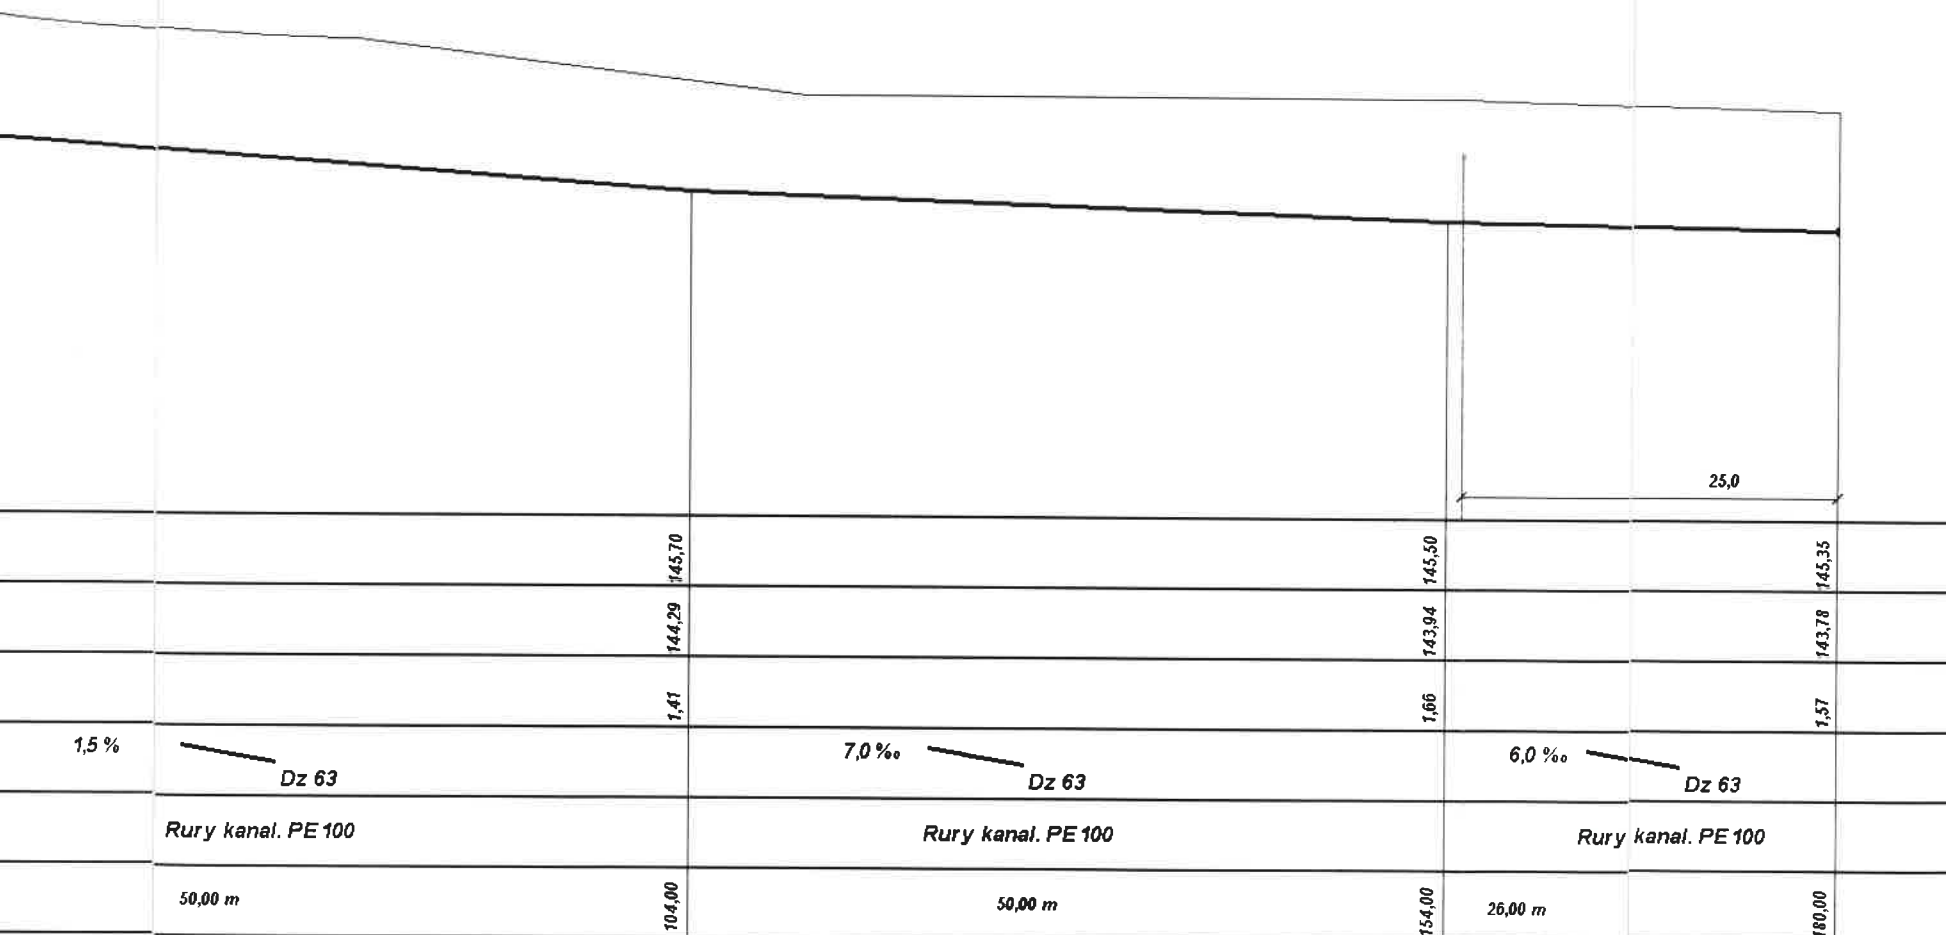 25,0
145,70 145,50 145,35
144,29 143,94 143,78
1,41 1,66 1,57
1,5 % 7,0 ‰ 6,0 ‰
Dz 63 Dz 63 Dz 63
Rury kanal. PE 100 Rury kanal. PE 100 Rury kanal. PE 100
50,00 m 104,00 50,00 m 154,00 26,00 m 180,00